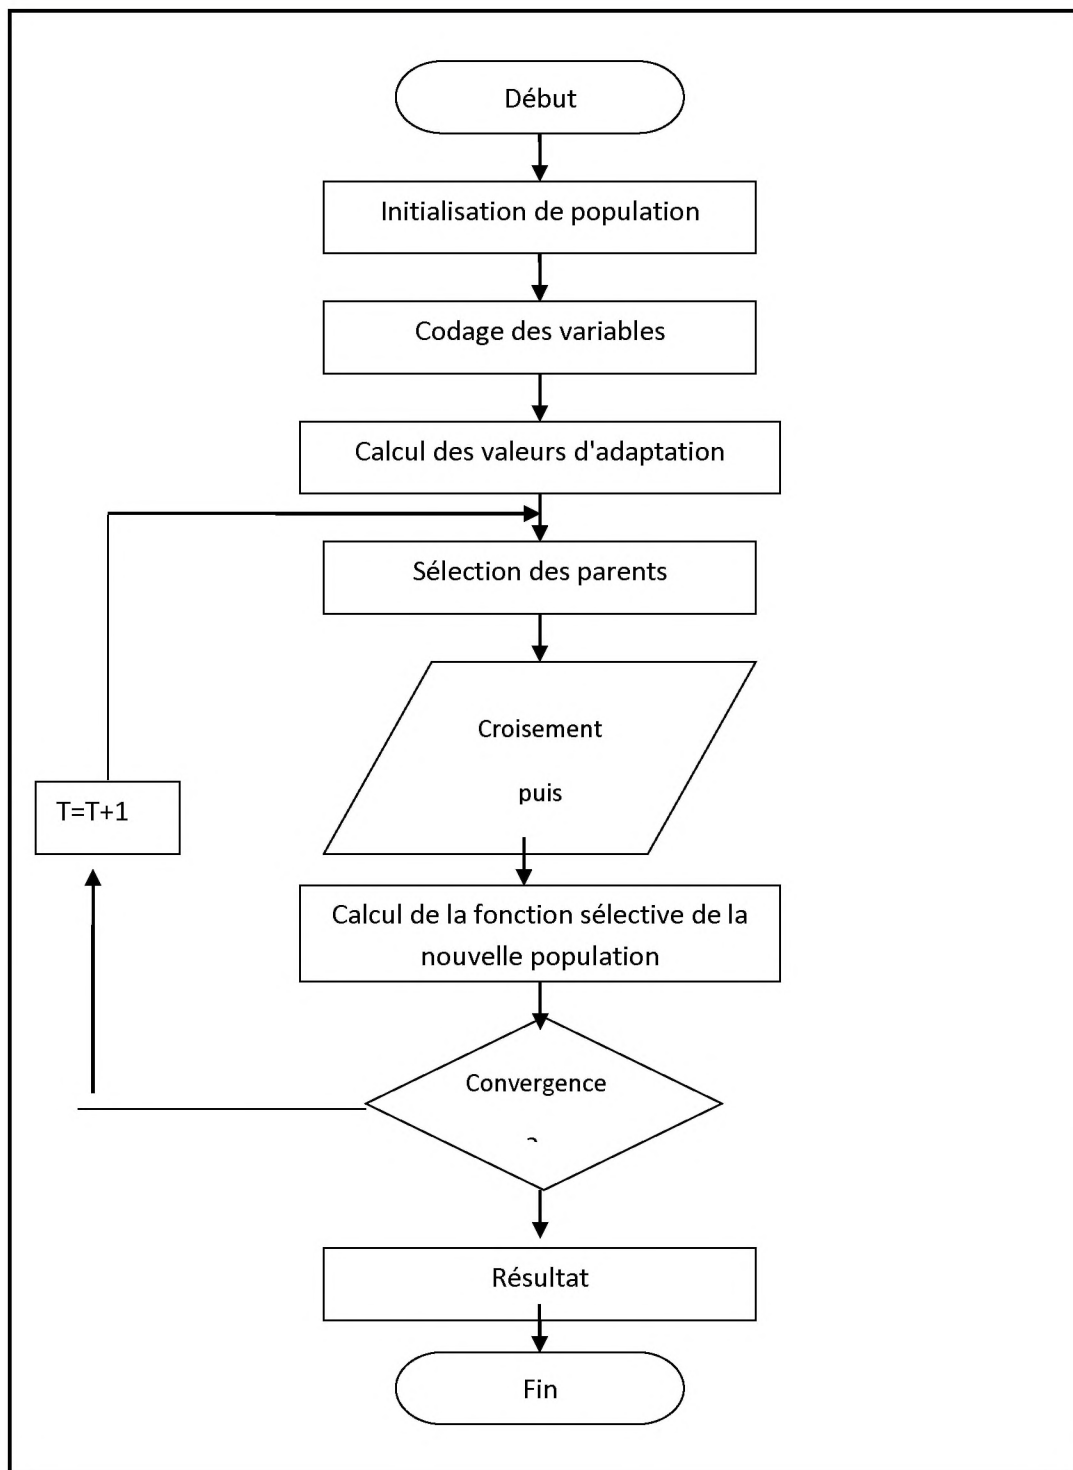 Début
Initialisation de population
Codage des variables
Calcul des valeurs d'adaptation
Sélection des parents
Croisement
puis
T=T+1
Calcul de la fonction sélective de la
nouvelle population
Convergence
Résultat
Fin